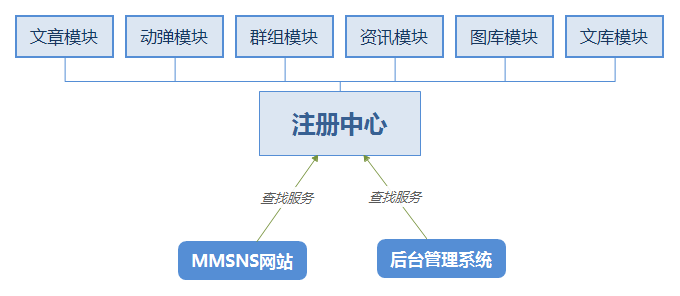 文章模块
动弹模块
群组模块
资讯模块
图库模块
文库模块
注册中心
查找服务
查找服务
MMSNS网站
后台管理系统